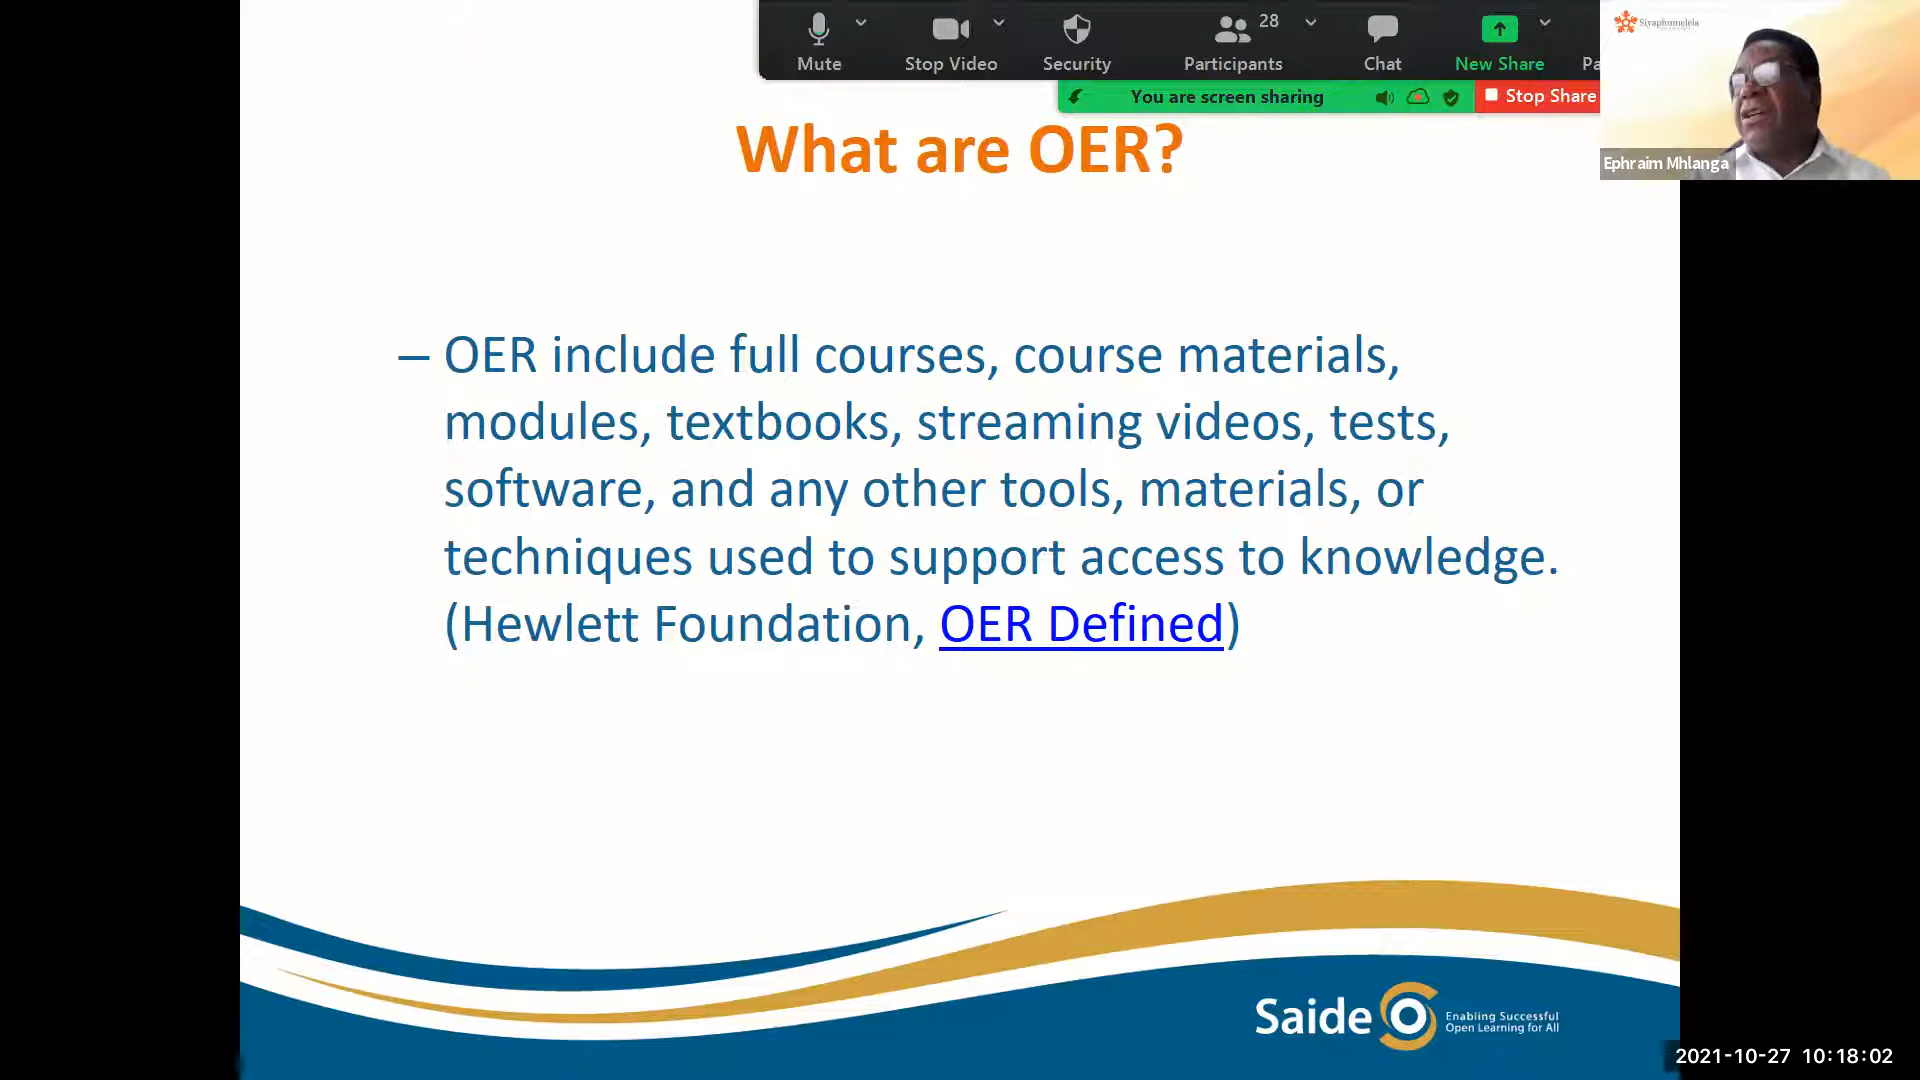 28
Mute
Stop Video
Security
Participants
Chat
New Share
Pa
You are screen sharing
Stop Share
Siyaphumelela
Ephraim Mhlanga
What are OER?
– OER include full courses, course materials,
modules, textbooks, streaming videos, tests,
software, and any other tools, materials, or
techniques used to support access to knowledge.
(Hewlett Foundation, OER Defined)
Saide
Enabling Successful
Open Learning for All
2021-10-27 10:18:02